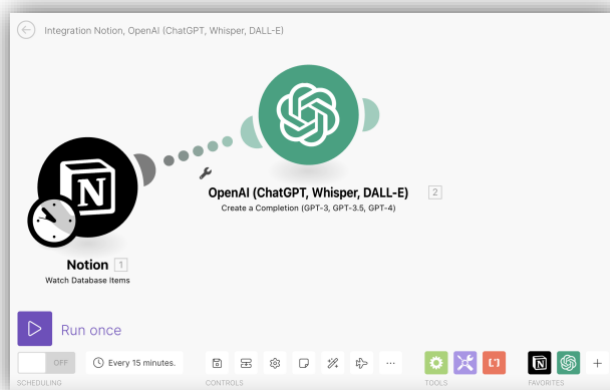 Integration Notion, OpenAI (ChatGPT, Whisper, DALL-E)
OpenAI (ChatGPT, Whisper, DALL-E) 2
Create a Completion (GPT-3, GPT-3.5, GPT-4)
N
Notion 1
Watch Database Items
Run once
OFF
Every 15 minutes.
...
SCHEDULING
CONTROLS
TOOLS
N
FAVORITES